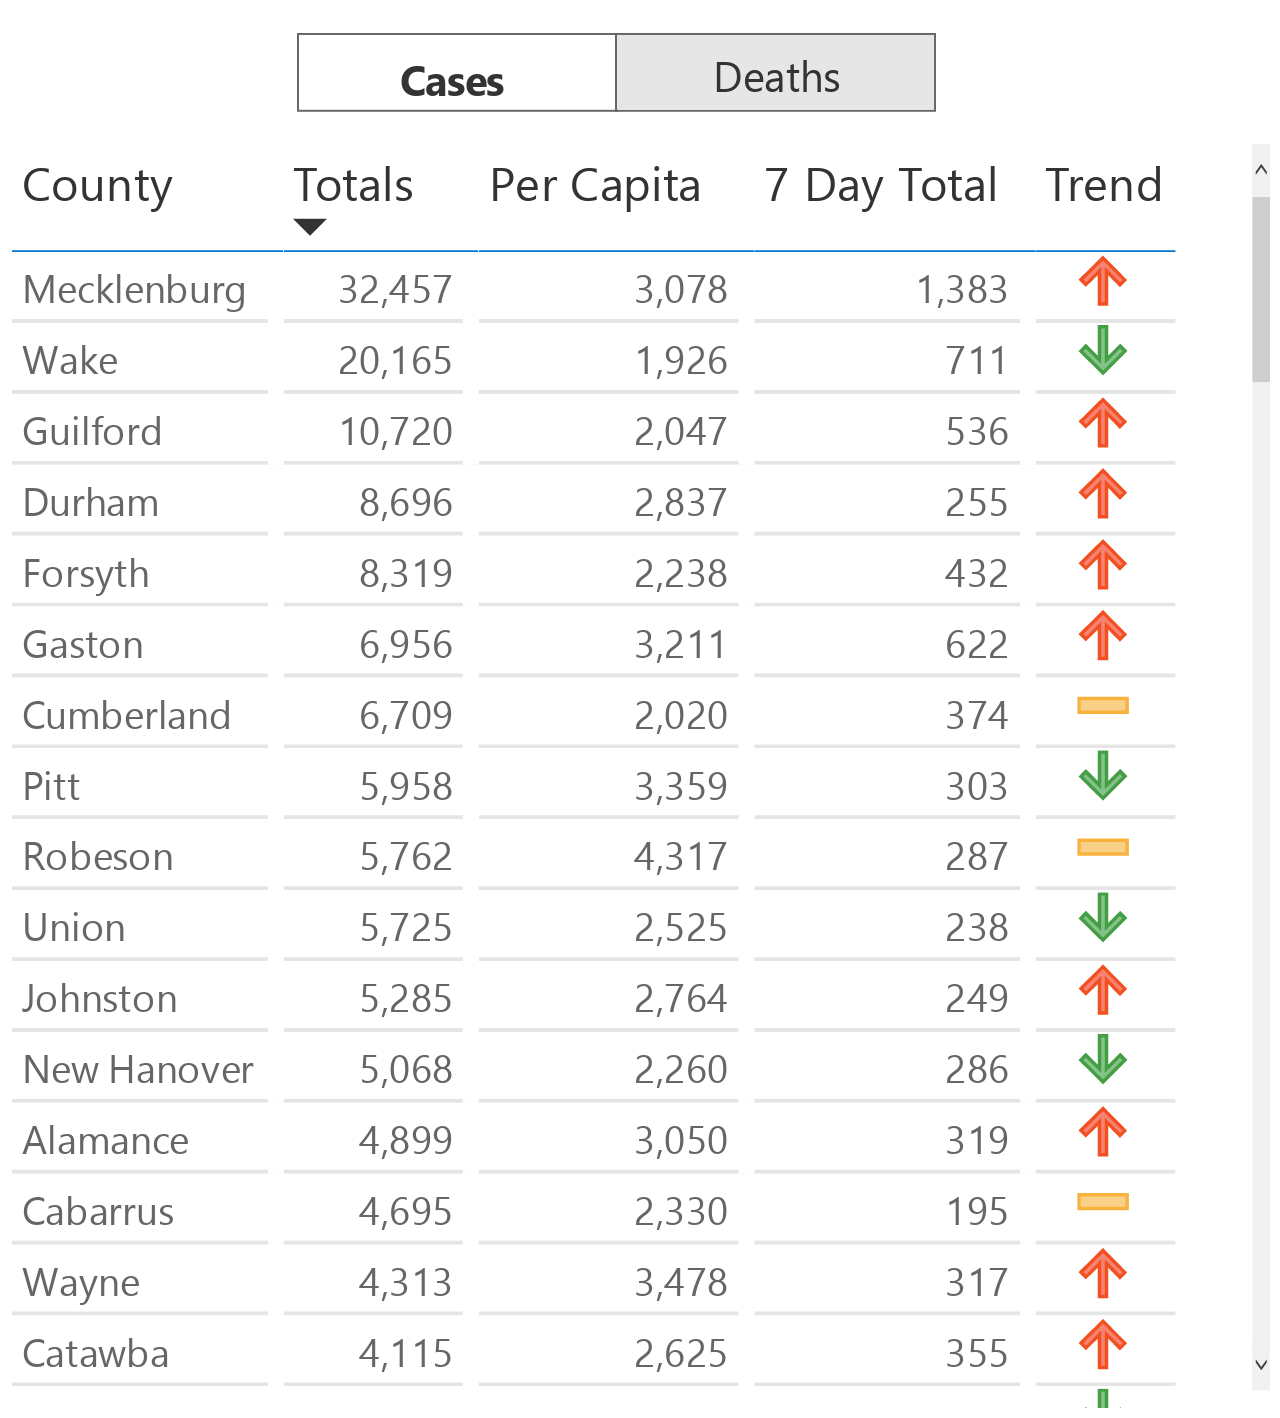 Cases Deaths
County Totals Per Capita 7 Day Total Trend
Mecklenburg 32,457 3,078 1,383
Wake 20,165 1,926 711
Guilford 10,720 2,047 536
Durham 8,696 2,837 255
Forsyth 8,319 2,238 432
Gaston 6,956 3,211 622
Cumberland 6,709 2,020 374
Pitt 5,958 3,359 303
Robeson 5,762 4,317 287
Union 5,725 2,525 238
Johnston 5,285 2,764 249
New Hanover 5,068 2,260 286
Alamance 4,899 3,050 319
Cabarrus 4,695 2,330 195
Wayne 4,313 3,478 317
Catawba 4,115 2,625 355